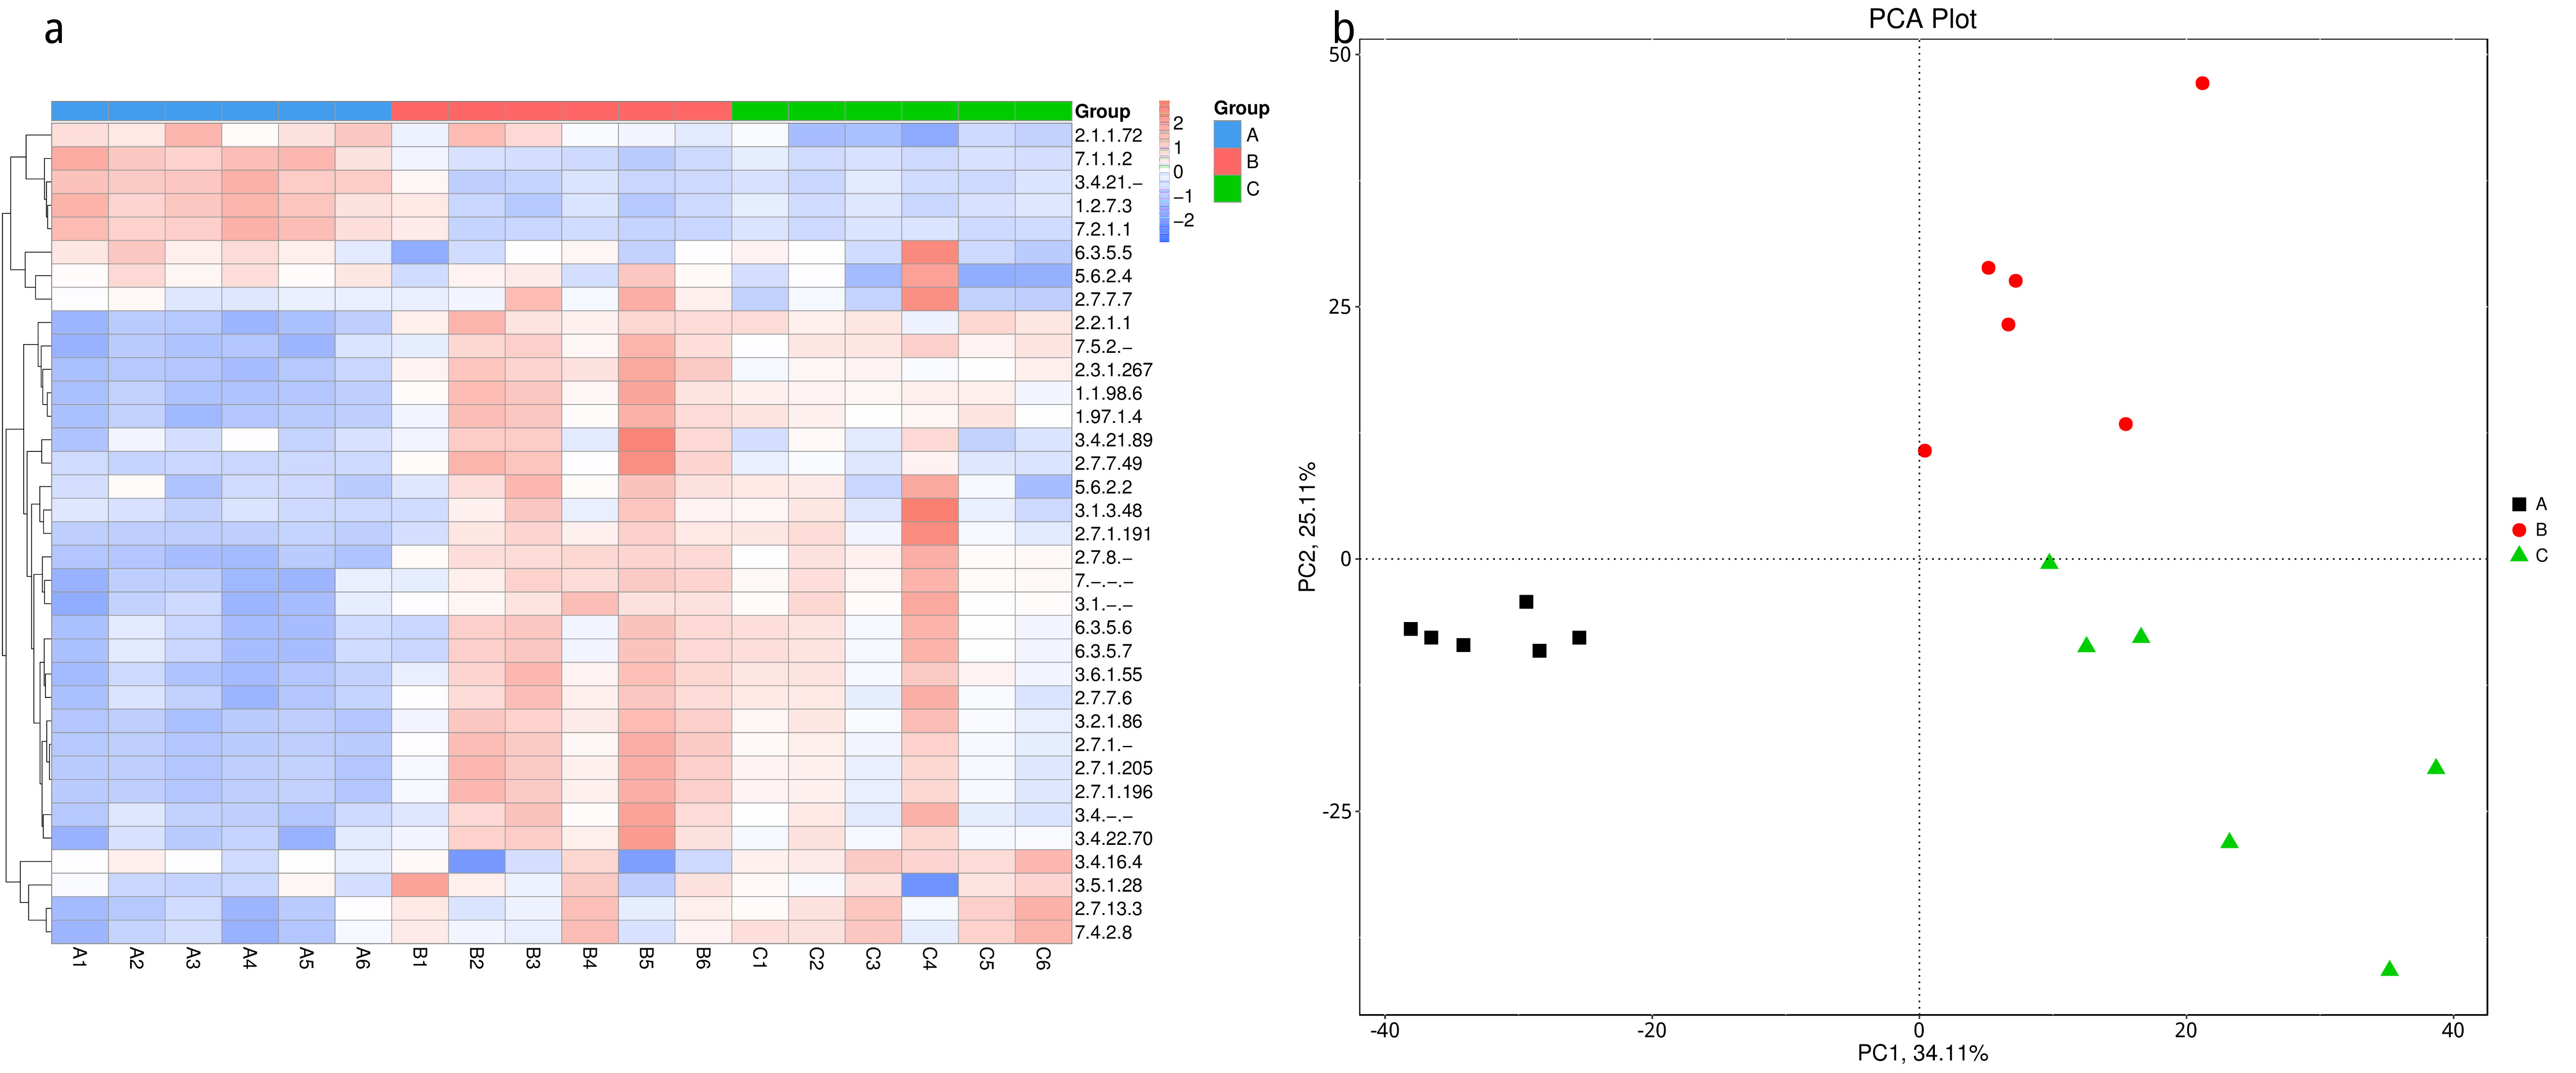 a
Group
2.1.1.72
7.1.1.2
3.4.21.–
1.2.7.3
7.2.1.1
6.3.5.5
5.6.2.4
2.7.7.7
2.2.1.1
7.5.2.–
2.3.1.267
1.1.98.6
1.97.1.4
3.4.21.89
2.7.7.49
5.6.2.2
3.1.3.48
2.7.1.191
2.7.8.–
7.–.–.–
3.1.–.–
6.3.5.6
6.3.5.7
3.6.1.55
2.7.7.6
3.2.1.86
2.7.1.–
2.7.1.205
2.7.1.196
3.4.–.–
3.4.22.70
3.4.16.4
3.5.1.28
2.7.13.3
7.4.2.8
A1 A2 A3 A4 A5 A6 B1 B2 B3 B4 B5 B6 C1 C2 C3 C4 C5 C6
2
1
0
−1
−2
Group
A
B
C
b
PCA Plot
50
25
0
-25
PC2, 25.11%
-40 -20 0 20 40
PC1, 34.11%
A
B
C